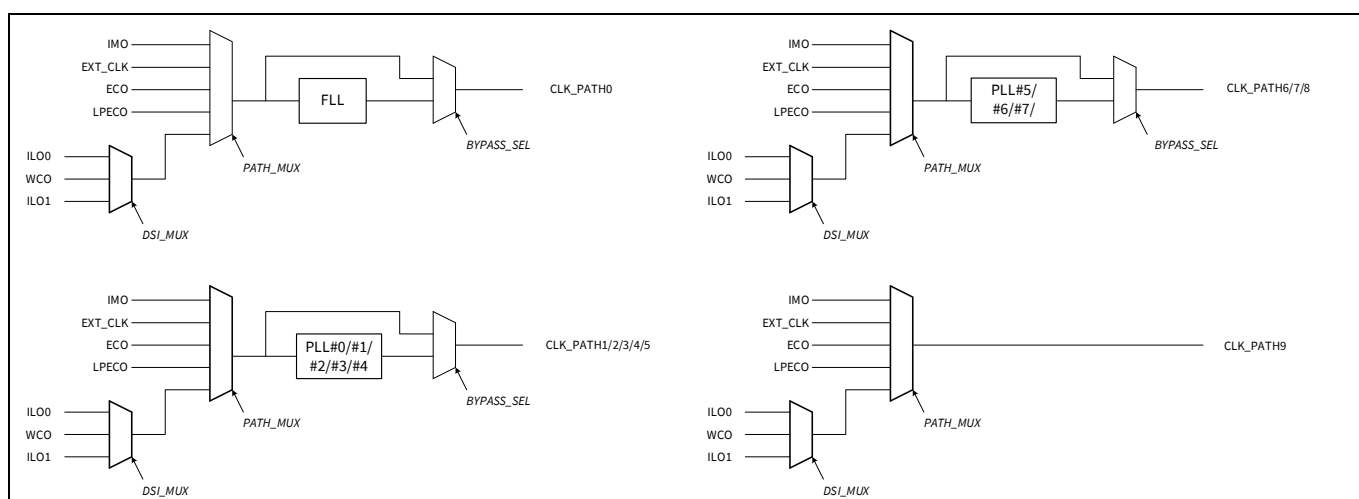 IMO
EXT_CLK
ECO
LPECO
ILO0
WCO
ILO1
DSI_MUX
PATH_MUX
FLL
BYPASS_SEL
CLK_PATH0
IMO
EXT_CLK
ECO
LPECO
ILO0
WCO
ILO1
DSI_MUX
PATH_MUX
PLL#5/
#6/#7/
BYPASS_SEL
CLK_PATH6/7/8
IMO
EXT_CLK
ECO
LPECO
ILO0
WCO
ILO1
DSI_MUX
PATH_MUX
PLL#0/#1/
#2/#3/#4
BYPASS_SEL
CLK_PATH1/2/3/4/5
IMO
EXT_CLK
ECO
LPECO
ILO0
WCO
ILO1
DSI_MUX
PATH_MUX
CLK_PATH9